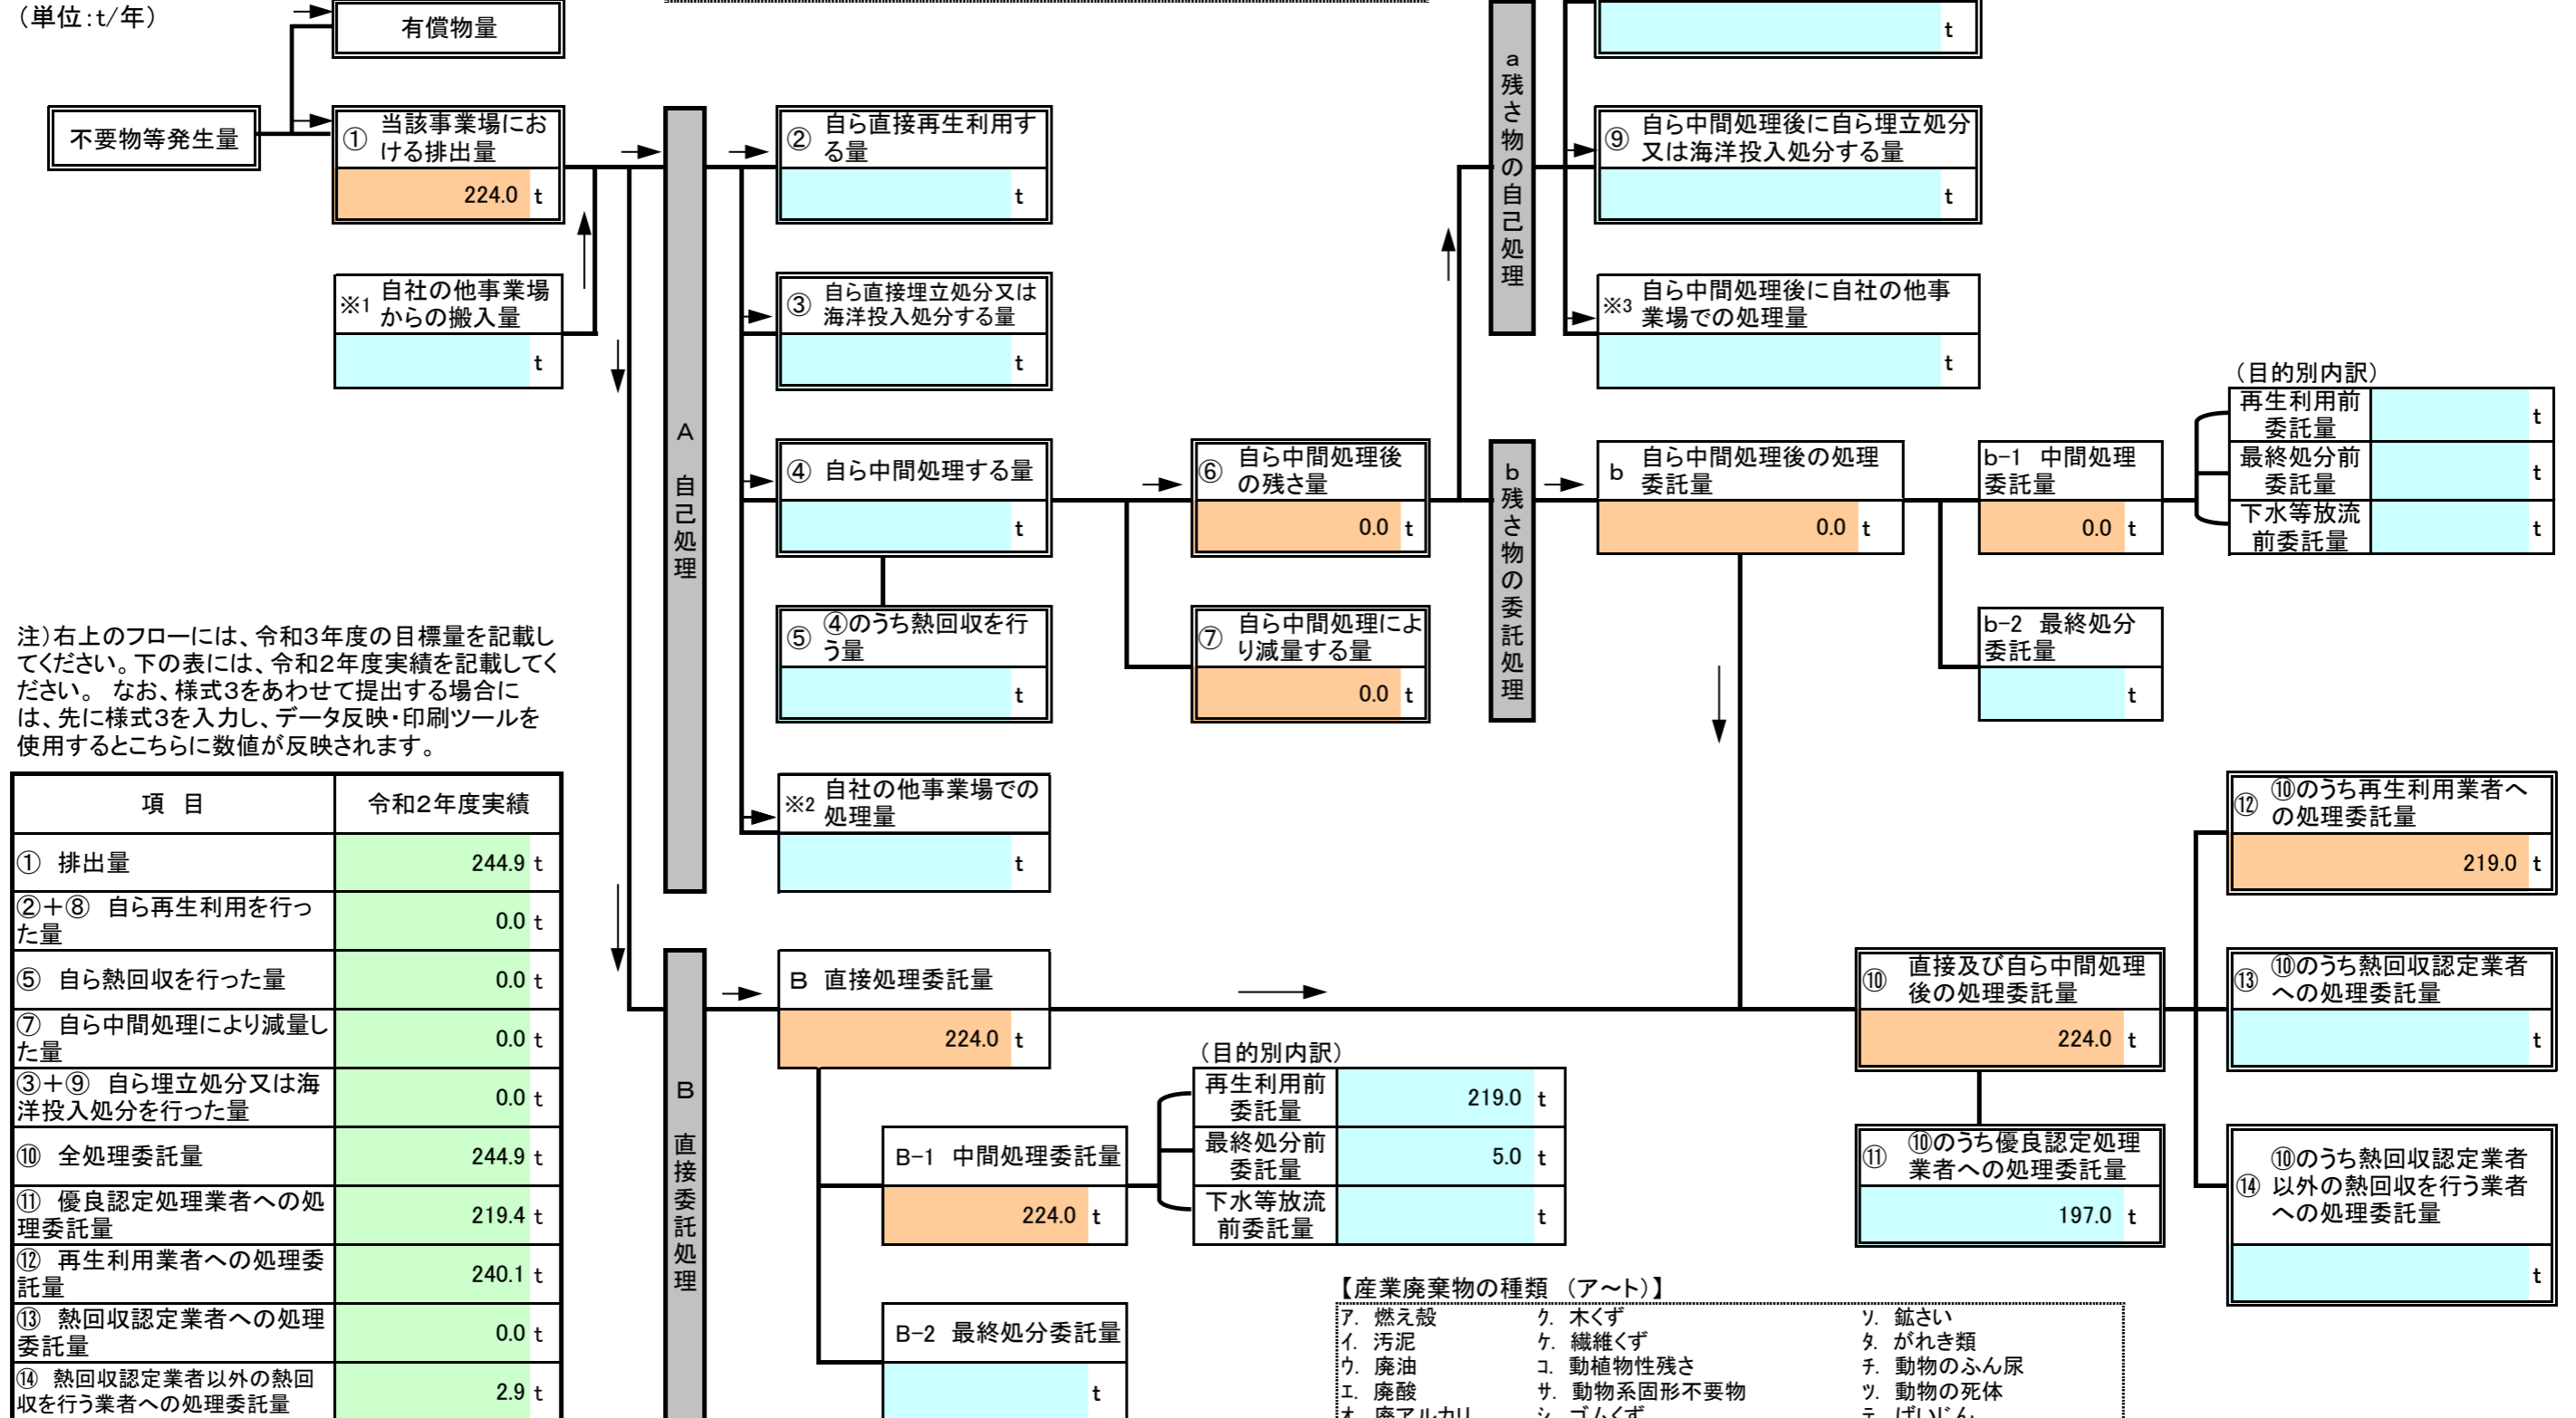 （単位：t/年）
有償物量
不要物等発生量
① 当該事業場にお
ける排出量
224.0 t
※1 自社の他事業場
からの搬入量
t
A 自己処理
② 自ら直接再生利用す
る量
t
③ 自ら直接埋立処分又は
海洋投入処分する量
t
④ 自ら中間処理する量
t
⑤ ④のうち熱回収を行
う量
t
※2 自社の他事業場での
処理量
t
⑥ 自ら中間処理後
の残さ量
0.0 t
⑦ 自ら中間処理によ
り減量する量
0.0 t
a 残さ物の自己処理
t
⑨ 自ら中間処理後に自ら埋立処分
又は海洋投入処分する量
t
※3 自ら中間処理後に自社の他事
業場での処理量
t
b 残さ物の委託処理
b 自ら中間処理後の処理
委託量
0.0 t
b-1 中間処理
委託量
0.0 t
（目的別内訳）
再生利用前
委託量
t
最終処分前
委託量
t
下水等放流
前委託量
t
b-2 最終処分
委託量
t
注）右上のフローには、令和3年度の目標量を記載し
てください。下の表には、令和2年度実績を記載してく
ださい。 なお、様式3をあわせて提出する場合に
は、先に様式3を入力し、データ反映・印刷ツールを
使用するとこちらに数値が反映されます。
項 目 令和2年度実績
① 排出量 244.9 t
②＋⑧ 自ら再生利用を行っ
た量
0.0 t
⑤ 自ら熱回収を行った量 0.0 t
⑦ 自ら中間処理により減量し
た量
0.0 t
③＋⑨ 自ら埋立処分又は海
洋投入処分を行った量
0.0 t
⑩ 全処理委託量 244.9 t
⑪ 優良認定処理業者への処
理委託量
219.4 t
⑫ 再生利用業者への処理委
託量
240.1 t
⑬ 熱回収認定業者への処理
委託量
0.0 t
⑭ 熱回収認定業者以外の熱回
収を行う業者への処理委託量
2.9 t
B 直接委託処理
B 直接処理委託量
224.0 t
B-1 中間処理委託量
224.0 t
（目的別内訳）
再生利用前
委託量
219.0 t
最終処分前
委託量
5.0 t
下水等放流
前委託量
t
B-2 最終処分委託量
t
⑩ 直接及び自ら中間処理
後の処理委託量
224.0 t
⑪ ⑩のうち優良認定処理
業者への処理委託量
197.0 t
⑫ ⑩のうち再生利用業者へ
の処理委託量
219.0 t
⑬ ⑩のうち熱回収認定業者
への処理委託量
t
⑭ ⑩のうち熱回収認定業者
以外の熱回収を行う業者
への処理委託量
t
【産業廃棄物の種類 （ア～ト）】
ｱ. 燃え殻 ｸ. 木くず ｿ. 鉱さい
ｲ. 汚泥 ｹ. 繊維くず ﾀ. がれき類
ｳ. 廃油 ｺ. 動植物性残さ ﾁ. 動物のふん尿
ｴ. 廃酸 ｻ. 動物系固形不要物 ﾂ. 動物の死体
ｵ. 廃アルカリ ｼ. ゴムくず ﾃ. ばいじん